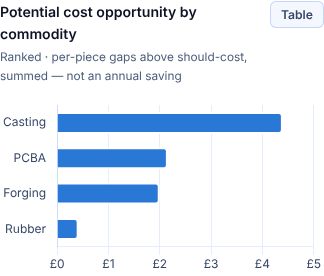 Potential cost opportunity by
commodity
Table
Ranked · per-piece gaps above should-cost,
summed — not an annual saving
Casting
PCBA
Forging
Rubber
£0 £1 £2 £3 £4 £5